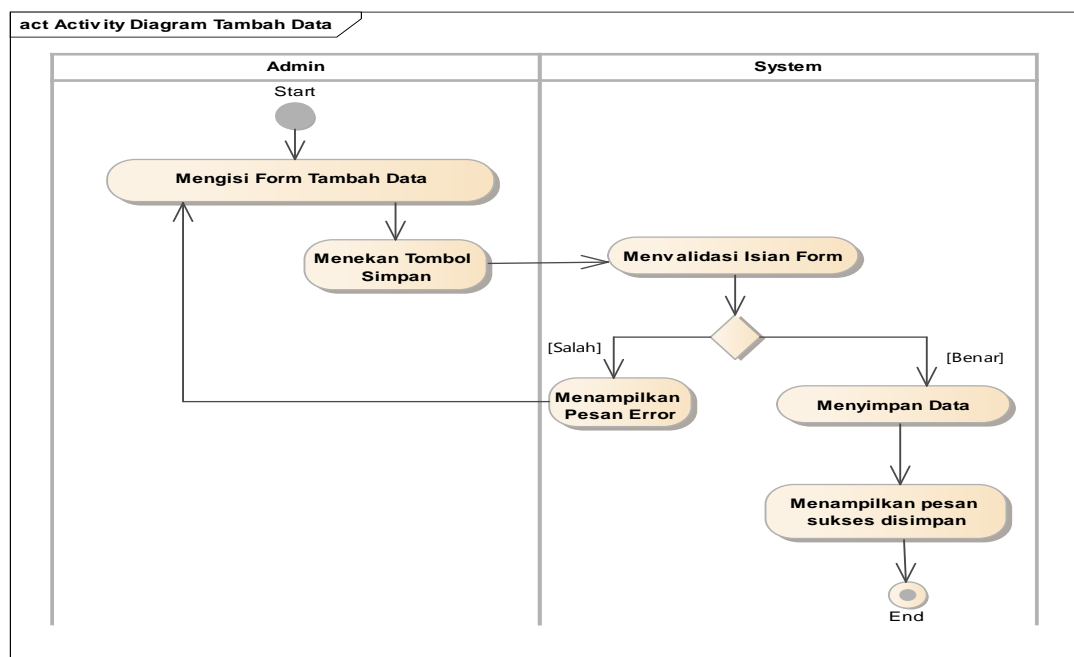 act Activity Diagram Tambah Data
Admin
System
Start
Mengisi Form Tambah Data
Menekan Tombol
Simpan
Menvalidasi Isian Form
[Salah]
[Benar]
Menampilkan
Pesan Error
Menyimpan Data
Menampilkan pesan
sukses disimpan
End